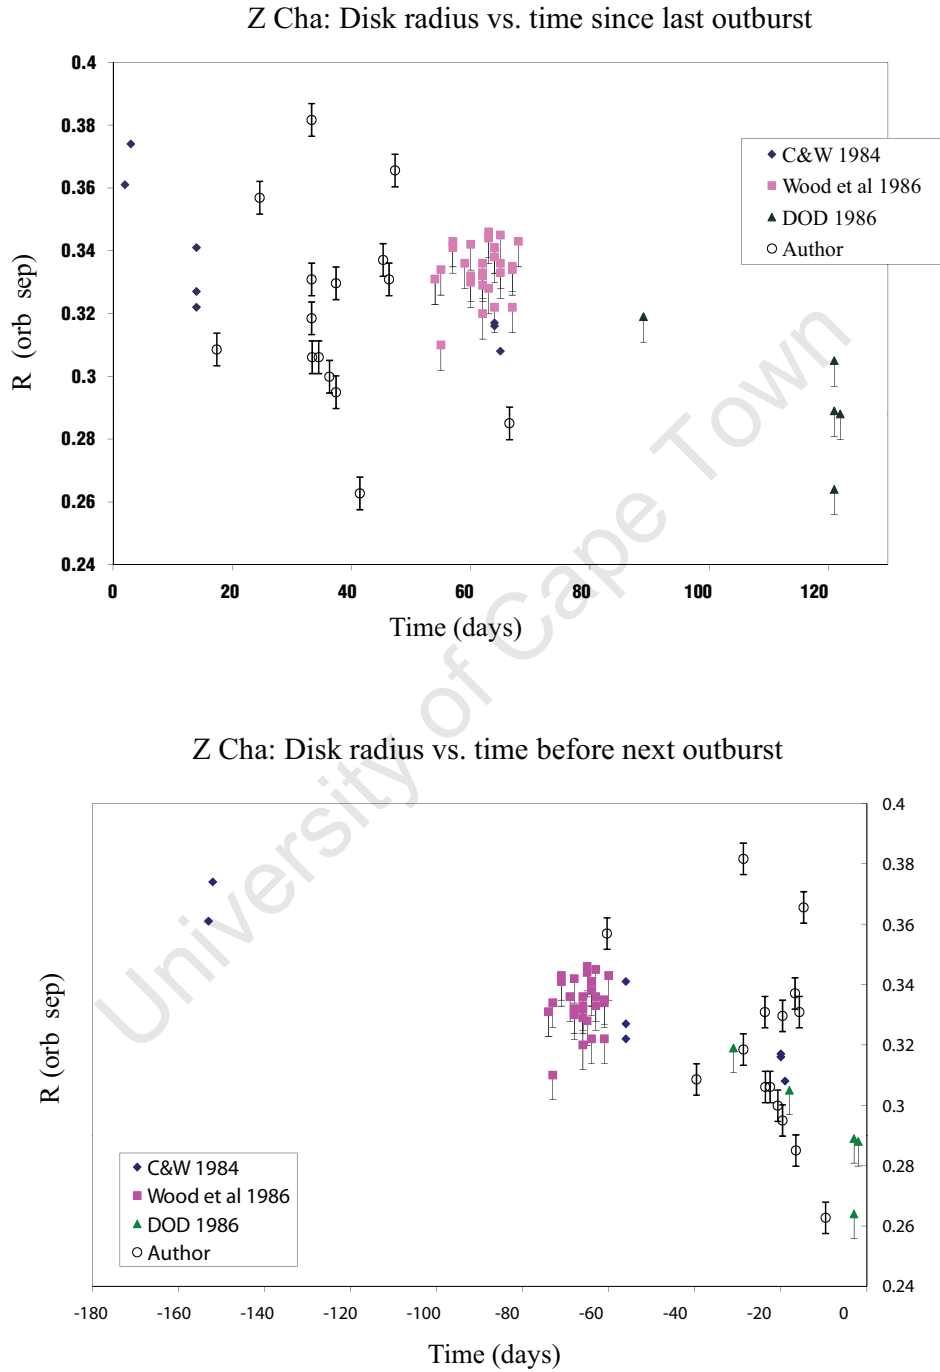 Z Cha: Disk radius vs. time since last outburst
0.4
0.38
0.36
0.34
0.32
0.3
0.28
0.26
0.24
R (orb sep)
0 20 40 60 80 100 120
Time (days)
C&W 1984
Wood et al 1986
DOD 1986
Author
University of Cape Town
Z Cha: Disk radius vs. time before next outburst
0.4
0.38
0.36
0.34
0.32
0.3
0.28
0.26
0.24
R (orb sep)
C&W 1984
Wood et al 1986
DOD 1986
Author
-180 -160 -140 -120 -100 -80 -60 -40 -20 0
Time (days)